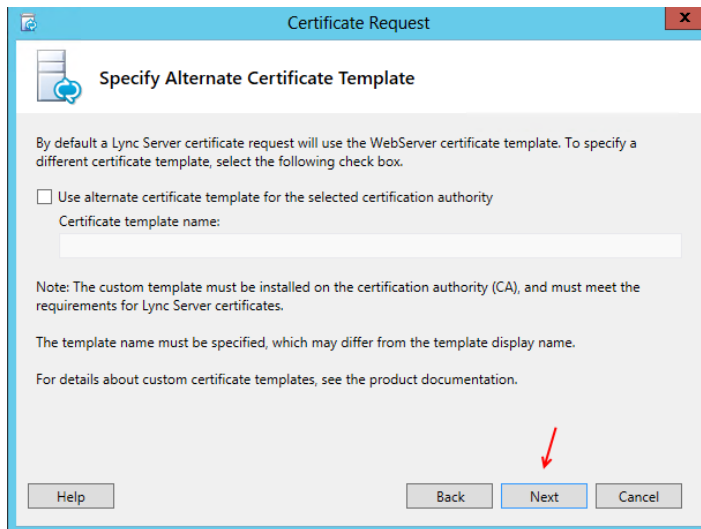 Certificate Request
x
Specify Alternate Certificate Template
By default a Lync Server certificate request will use the WebServer certificate template. To specify a
different certificate template, select the following check box.
Use alternate certificate template for the selected certification authority
Certificate template name:
Note: The custom template must be installed on the certification authority (CA), and must meet the
requirements for Lync Server certificates.
The template name must be specified, which may differ from the template display name.
For details about custom certificate templates, see the product documentation.
Help Back Next Cancel